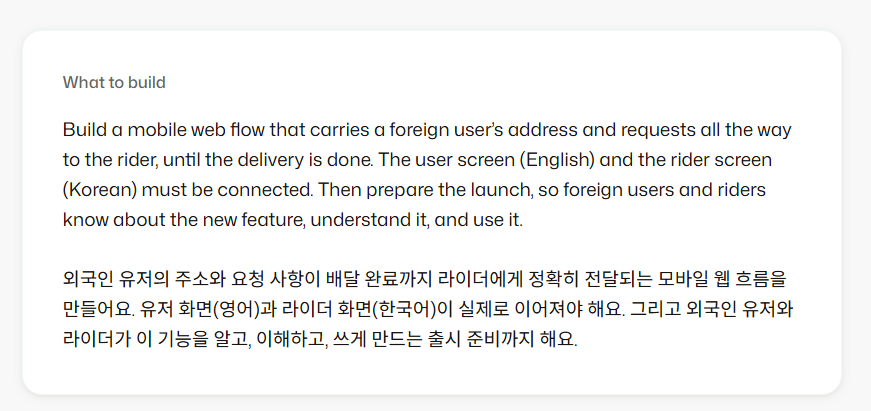 What to build
Build a mobile web flow that carries a foreign user’s address and requests all the way
to the rider, until the delivery is done. The user screen (English) and the rider screen
(Korean) must be connected. Then prepare the launch, so foreign users and riders
know about the new feature, understand it, and use it.
외국인 유저의 주소와 요청 사항이 배달 완료까지 라이더에게 정확히 전달되는 모바일 웹 흐름을
만들어요. 유저 화면(영어)과 라이더 화면(한국어)이 실제로 이어져야 해요. 그리고 외국인 유저와
라이더가 이 기능을 알고, 이해하고, 쓰게 만드는 출시 준비까지 해요.